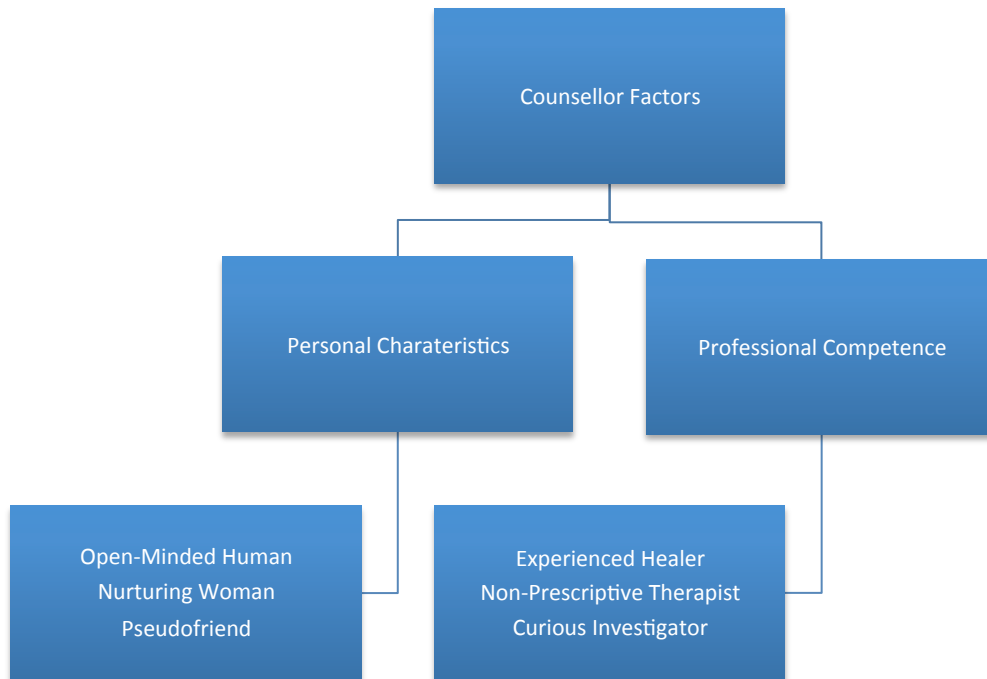 Counsellor Factors
Personal Charateristics
Professional Competence
Open-Minded Human
Nurturing Woman
Pseudofriend
Experienced Healer
Non-Prescriptive Therapist
Curious Investigator